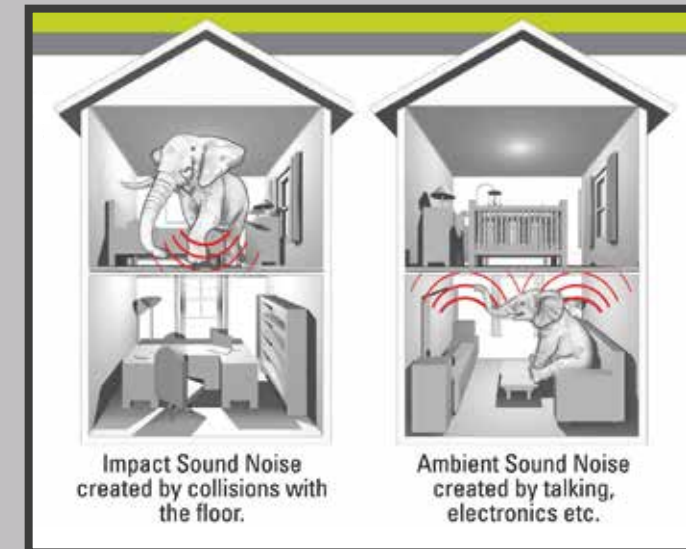 Impact Sound Noise
created by collisions with
the floor.
Ambient Sound Noise
created by talking,
electronics etc.